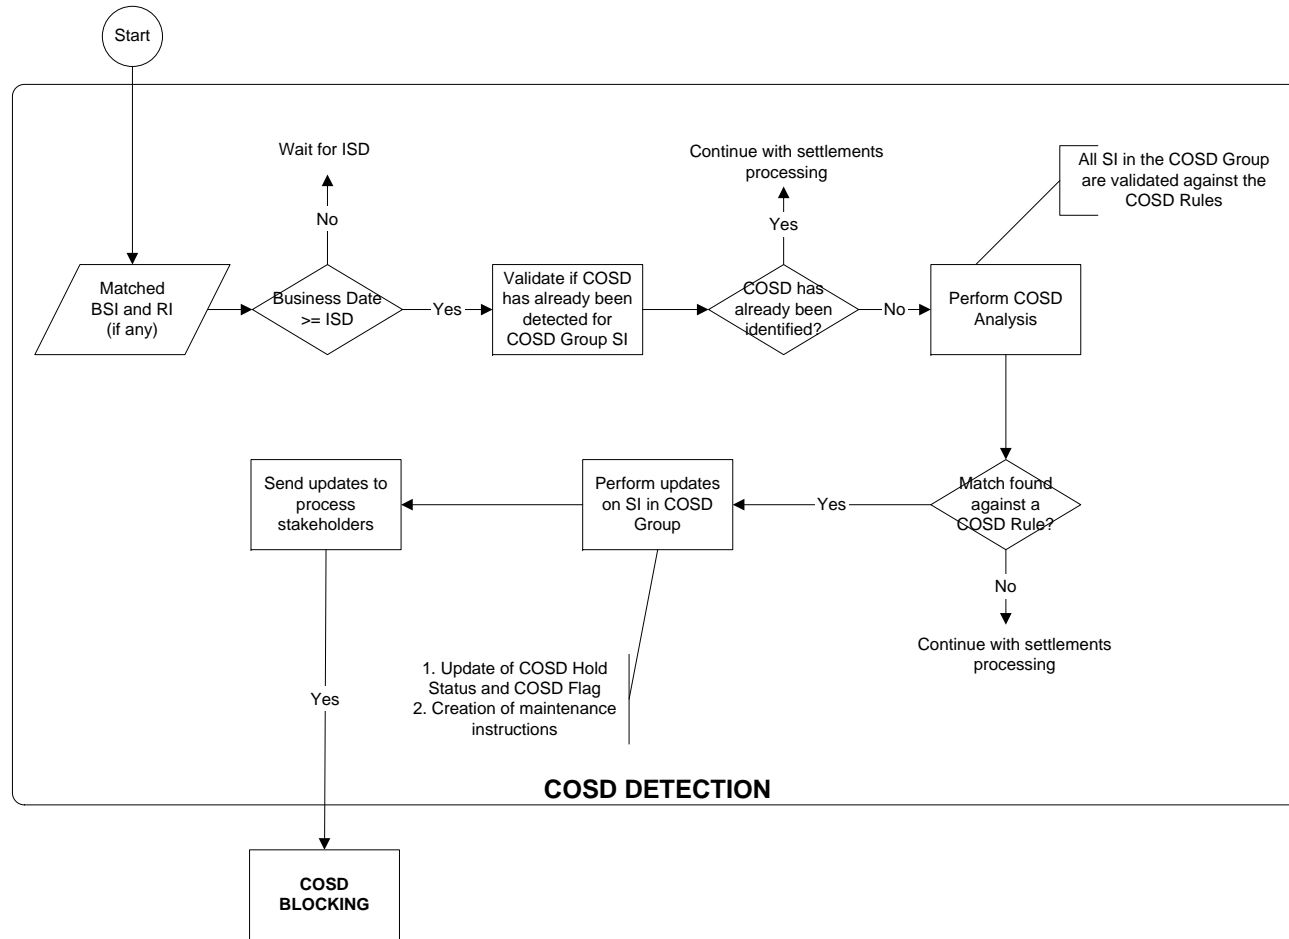 Start
Wait for ISD
No
Matched
BSI and RI
(if any)
Business Date
>= ISD
Yes
Validate if COSD
has already been
detected for
COSD Group SI
Continue with settlements
processing
Yes
COSD has
already been
identified?
No
All SI in the COSD Group
are validated against the
COSD Rules
Perform COSD
Analysis
Match found
against a
COSD Rule?
No
Continue with settlements
processing
Yes
Perform updates
on SI in COSD
Group
1. Update of COSD Hold
Status and COSD Flag
2. Creation of maintenance
instructions
Send updates to
process
stakeholders
Yes
COSD DETECTION
COSD
BLOCKING